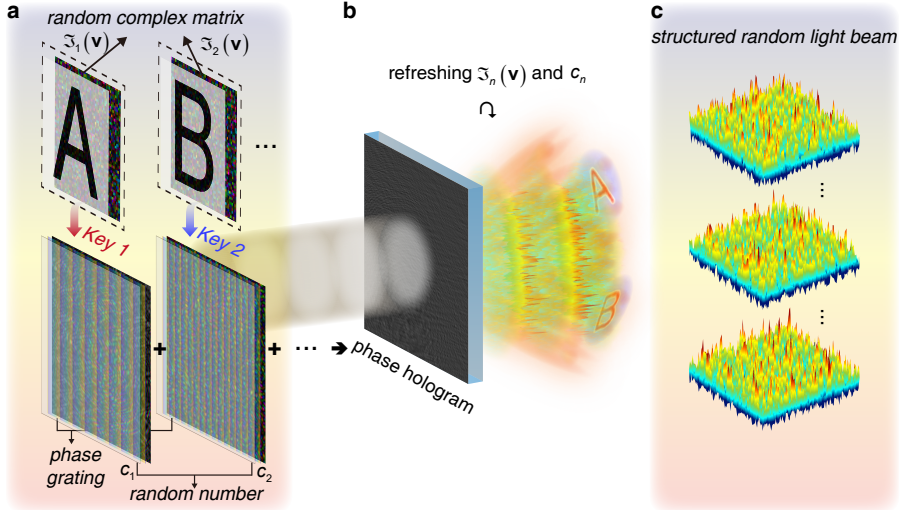 a
random complex matrix
ℑ₁(v) ℑ₂(v)
A B ...
Key 1 Key 2
+ + ... ➔
phase grating
c₁ c₂
random number
b
refreshing ℑₙ(v) and cₙ
A
B
phase hologram
c
structured random light beam
...
...